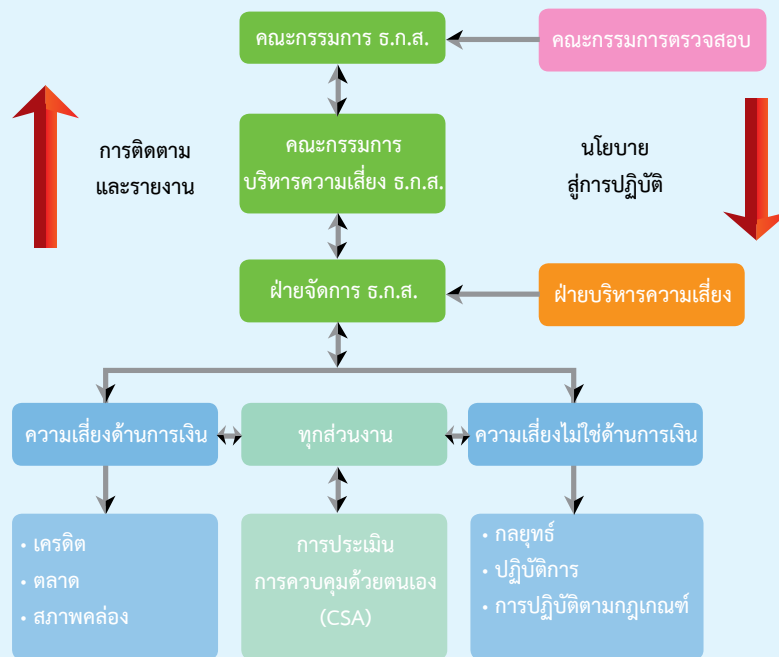 คณะกรรมการ ธ.ก.ส.
คณะกรรมการตรวจสอบ
การติดตาม
และรายงาน
คณะกรรมการ
บริหารความเสี่ยง ธ.ก.ส.
นโยบาย
สู่การปฏิบัติ
ฝ่ายจัดการ ธ.ก.ส.
ฝ่ายบริหารความเสี่ยง
ความเสี่ยงด้านการเงิน
ทุกส่วนงาน
ความเสี่ยงไม่ใช่ด้านการเงิน
• เครดิต
• ตลาด
• สภาพคล่อง
การประเมิน
การควบคุมด้วยตนเอง
(CSA)
• กลยุทธ์
• ปฏิบัติการ
• การปฏิบัติตามกฎเกณฑ์